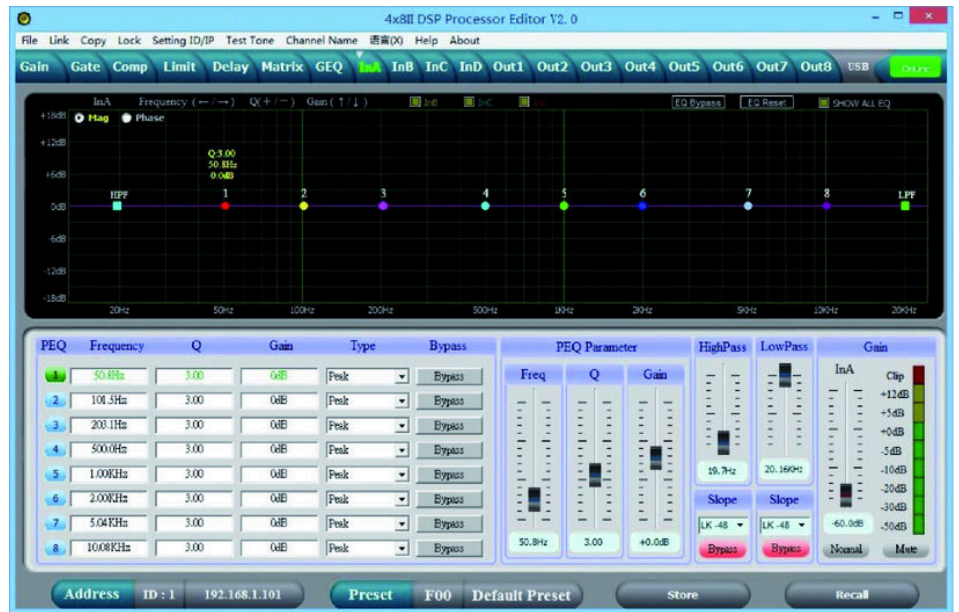 4x8II DSP Processor Editor V2. 0
File Link Copy Lock Setting ID/IP Test Tone Channel Name 语言(X) Help About
Gain Gate Comp Limit Delay Matrix GEQ InA InB InC InD Out1 Out2 Out3 Out4 Out5 Out6 Out7 Out8 USB OnLine
InA Frequency (←/→) Q(+/−) Gain(↑/↓) InB InC EQ Bypass EQ Reset SHOW ALL EQ
+18dB Mag Phase
+12dB
Q:3.00
50.8Hz
+6dB 0.0dB
HPF 1 2 3 4 5 6 7 8 LPF
0dB
-6dB
-12dB
-18dB
20Hz 50Hz 100Hz 200Hz 500Hz 1KHz 2KHz 5KHz 10KHz 20KHz
PEQ Frequency Q Gain Type Bypass
1 50.8Hz 3.00 0dB Peak Bypass
2 101.5Hz 3.00 0dB Peak Bypass
3 203.1Hz 3.00 0dB Peak Bypass
4 500.0Hz 3.00 0dB Peak Bypass
5 1.00KHz 3.00 0dB Peak Bypass
6 2.00KHz 3.00 0dB Peak Bypass
7 5.04KHz 3.00 0dB Peak Bypass
8 10.08KHz 3.00 0dB Peak Bypass
PEQ Parameter
Freq Q Gain
50.8Hz 3.00 +0.0dB
HighPass LowPass
19.7Hz 20.16KHz
Slope Slope
LK -48 LK -48
Bypass Bypass
Gain
InA Clip
+12dB
+5dB
+0dB
-5dB
-10dB
-20dB
-30dB
-60.0dB -50dB
Normal Mute
Address ID : 1 192.168.1.101 Preset F00 Default Preset Store Recall